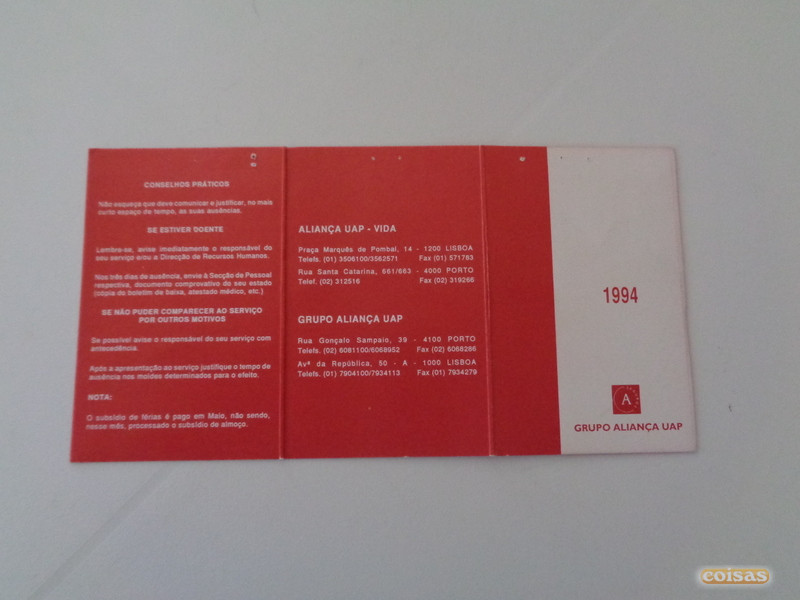 CONSELHOS PRÁTICOS
Não esqueça que deve comunicar e justificar, no mais
curto espaço de tempo, as suas ausências.
SE ESTIVER DOENTE
Lembre-se, avise imediatamente o responsável do
seu serviço e/ou a Direcção de Recursos Humanos.
Nos três dias de ausência, envie à Secção de Pessoal
respectiva, documento comprovativo do seu estado
(cópia do boletim de baixa, atestado médico, etc.)
SE NÃO PUDER COMPARECER AO SERVIÇO
POR OUTROS MOTIVOS
Se possível avise o responsável do seu serviço com
antecedência.
Após a apresentação ao serviço justifique o tempo de
ausência nos moldes determinados para o efeito.
NOTA:
O subsídio de férias é pago em Maio, não sendo,
nesse mês, processado o subsídio de almoço.
ALIANÇA UAP - VIDA
Praça Marquês de Pombal, 14 - 1200 LISBOA
Telefs. (01) 3506100/3562571 Fax (01) 571783
Rua Santa Catarina, 661/663 - 4000 PORTO
Telef. (02) 312516 Fax (02) 319266
GRUPO ALIANÇA UAP
Rua Gonçalo Sampaio, 39 - 4100 PORTO
Telefs. (02) 6081100/6068952 Fax (02) 6066286
Avª da República, 50 - A - 1000 LISBOA
Telefs. (01) 7904100/7934113 Fax (01) 7934279
1994
A
GRUPO ALIANÇA UAP
coisas